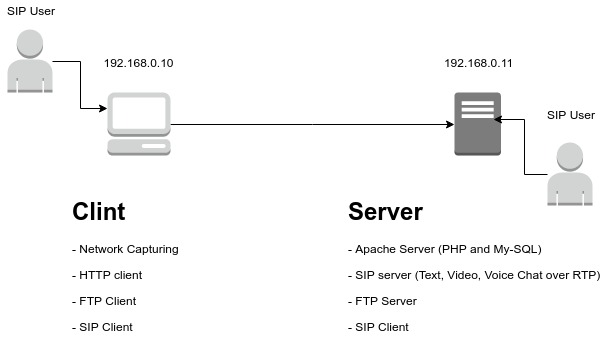 SIP User
192.168.0.10
192.168.0.11
SIP User
Clint
- Network Capturing
- HTTP client
- FTP Client
- SIP Client
Server
- Apache Server (PHP and My-SQL)
- SIP server (Text, Video, Voice Chat over RTP)
- FTP Server
- SIP Client